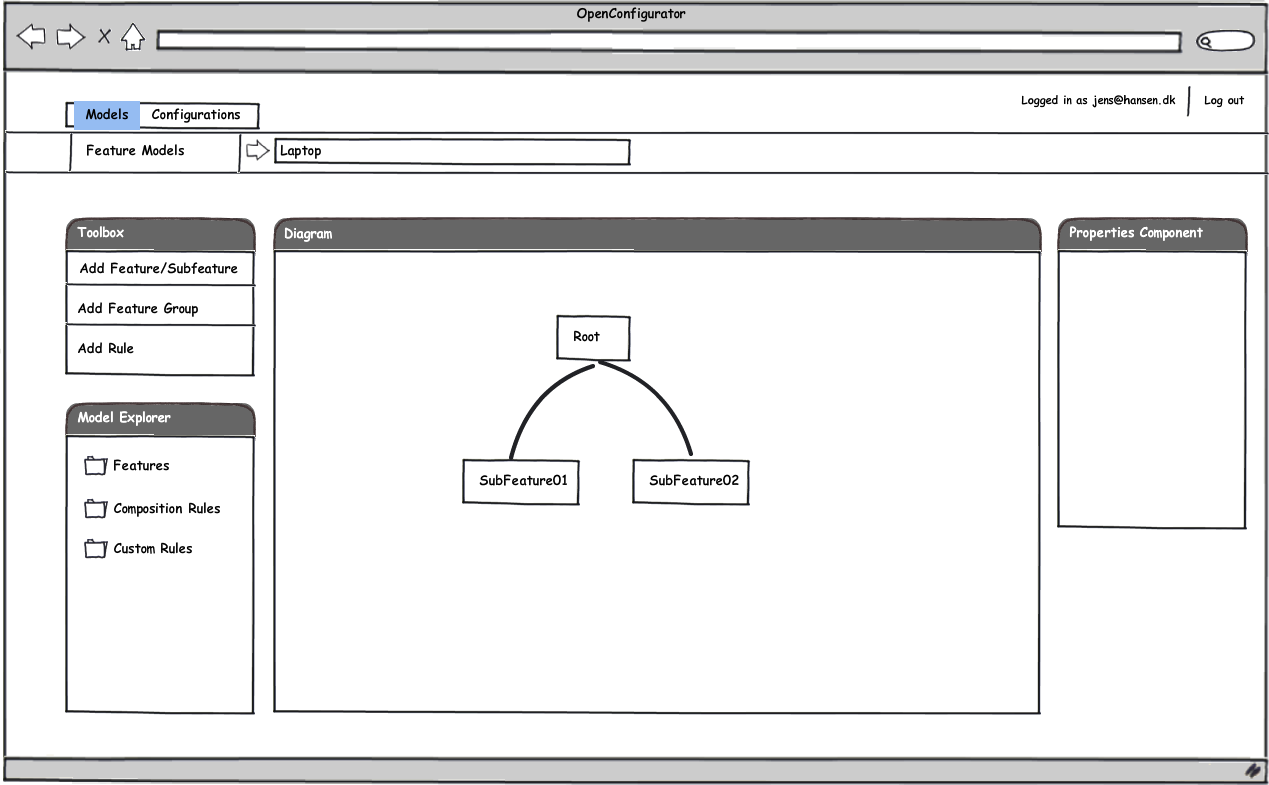 OpenConfigurator
Logged in as jens@hansen.dk
Log out
Models
Configurations
Feature Models
Laptop
Toolbox
Add Feature/Subfeature
Add Feature Group
Add Rule
Model Explorer
Features
Composition Rules
Custom Rules
Diagram
Root
SubFeature01
SubFeature02
Properties Component